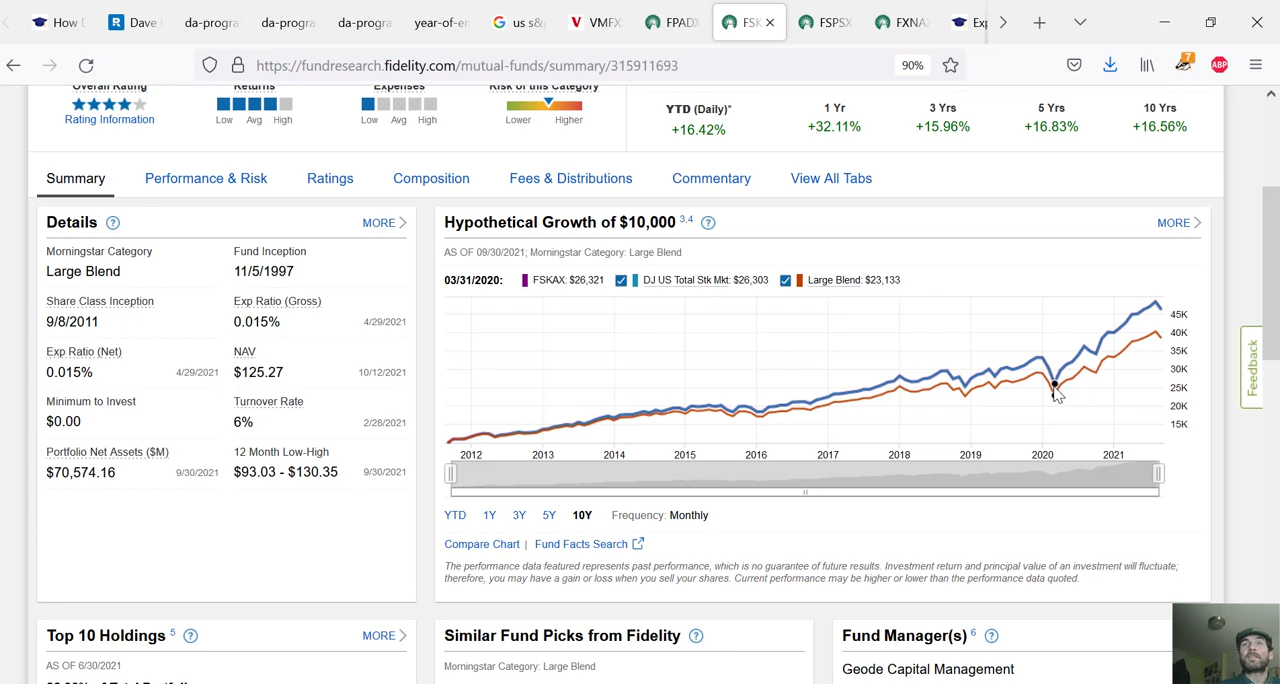 How D
Dave
da-progra
da-progra
da-progra
year-of-en
us s&
VMFX
FPADX
FSK
FSPSX
FXNA
Exp
https://fundresearch.fidelity.com/mutual-funds/summary/315911693
90%
7
ABP
Overall Rating
Returns
Expenses
Risk of this Category
Rating Information
Low Avg High
Low Avg High
Lower Higher
YTD (Daily)* 1 Yr 3 Yrs 5 Yrs 10 Yrs
+16.42% +32.11% +15.96% +16.83% +16.56%
Summary Performance & Risk Ratings Composition Fees & Distributions Commentary View All Tabs
Details ? MORE
Morningstar Category Fund Inception
Large Blend 11/5/1997
Share Class Inception Exp Ratio (Gross)
9/8/2011 0.015% 4/29/2021
Exp Ratio (Net) NAV
0.015% 4/29/2021 $125.27 10/12/2021
Minimum to Invest Turnover Rate
$0.00 6% 2/28/2021
Portfolio Net Assets ($M) 12 Month Low-High
$70,574.16 9/30/2021 $93.03 - $130.35 9/30/2021
Hypothetical Growth of $10,000 3,4 ? MORE
AS OF 09/30/2021; Morningstar Category: Large Blend
03/31/2020: FSKAX: $26,321 DJ US Total Stk Mkt: $26,303 Large Blend: $23,133
45K
40K
35K
30K
25K
20K
15K
2012 2013 2014 2015 2016 2017 2018 2019 2020 2021
YTD 1Y 3Y 5Y 10Y Frequency: Monthly
Compare Chart | Fund Facts Search
The performance data featured represents past performance, which is no guarantee of future results. Investment return and principal value of an investment will fluctuate;
therefore, you may have a gain or loss when you sell your shares. Current performance may be higher or lower than the performance data quoted.
Feedback
Top 10 Holdings 5 ? MORE
AS OF 6/30/2021
Similar Fund Picks from Fidelity ?
Morningstar Category: Large Blend
Fund Manager(s) 6 ?
Geode Capital Management